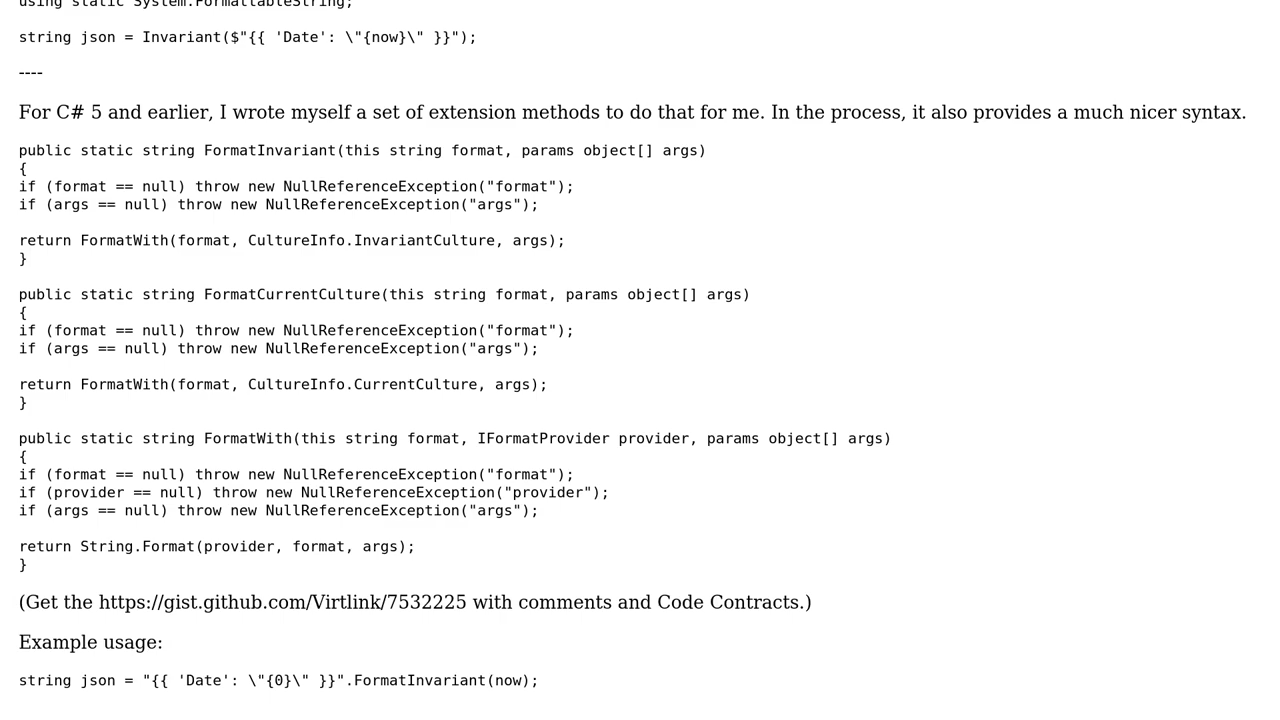 using static System.FormattableString;
string json = Invariant($"{{ 'Date': \"{now}\" }}");
----
For C# 5 and earlier, I wrote myself a set of extension methods to do that for me. In the process, it also provides a much nicer syntax.
public static string FormatInvariant(this string format, params object[] args)
{
if (format == null) throw new NullReferenceException("format");
if (args == null) throw new NullReferenceException("args");
return FormatWith(format, CultureInfo.InvariantCulture, args);
}
public static string FormatCurrentCulture(this string format, params object[] args)
{
if (format == null) throw new NullReferenceException("format");
if (args == null) throw new NullReferenceException("args");
return FormatWith(format, CultureInfo.CurrentCulture, args);
}
public static string FormatWith(this string format, IFormatProvider provider, params object[] args)
{
if (format == null) throw new NullReferenceException("format");
if (provider == null) throw new NullReferenceException("provider");
if (args == null) throw new NullReferenceException("args");
return String.Format(provider, format, args);
}
(Get the https://gist.github.com/Virtlink/7532225 with comments and Code Contracts.)
Example usage:
string json = "{{ 'Date': \"{0}\" }}".FormatInvariant(now);